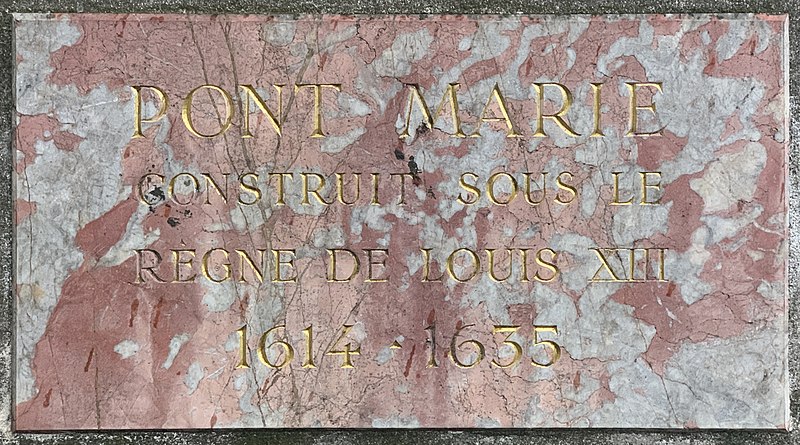 PONT MARIE
CONSTRUIT SOUS LE
RÈGNE DE LOUIS XIII
1614 · 1635